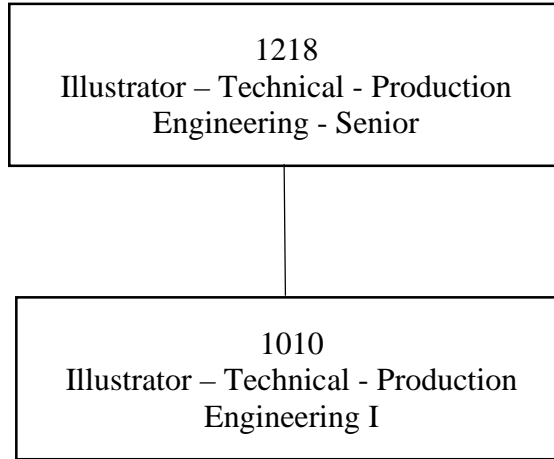 1218
Illustrator – Technical - Production
Engineering - Senior
1010
Illustrator – Technical - Production
Engineering I